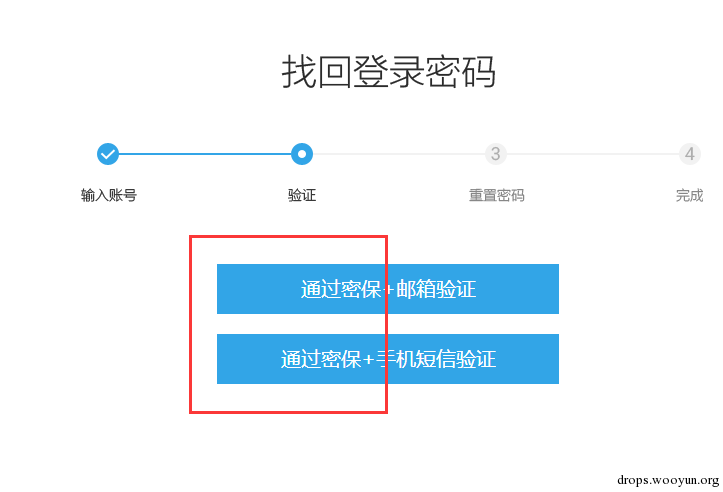 找回登录密码
3
4
输入账号
验证
重置密码
完成
通过密保+邮箱验证
通过密保+手机短信验证
drops.wooyun.org